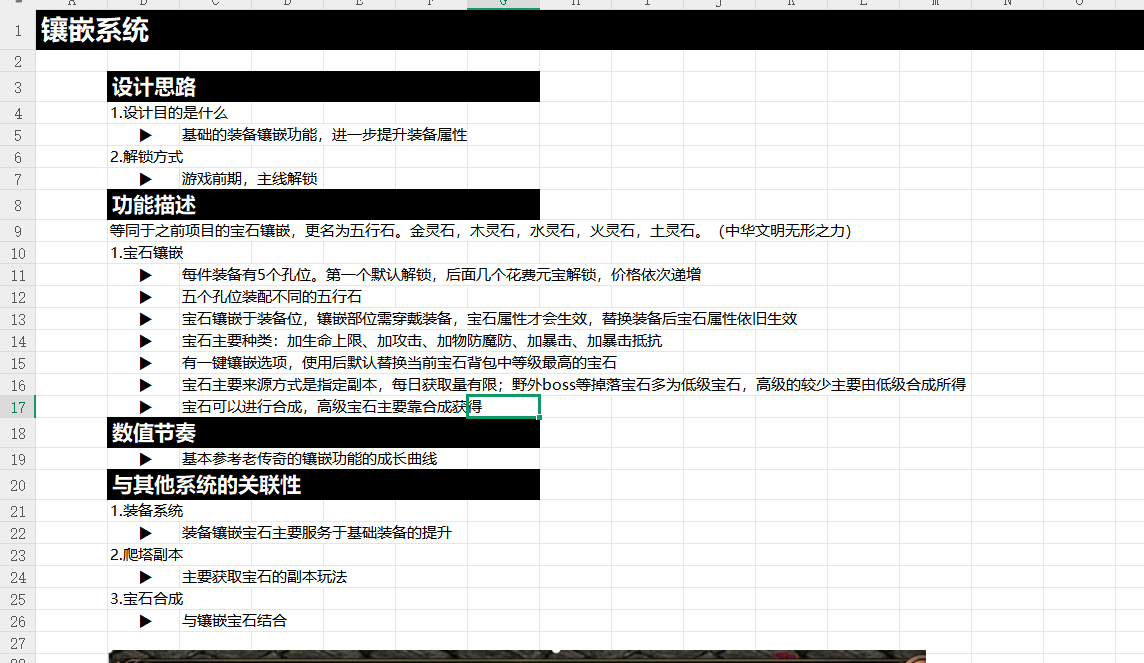 镶嵌系统
设计思路
1.设计目的是什么
▶ 基础的装备镶嵌功能，进一步提升装备属性
2.解锁方式
▶ 游戏前期，主线解锁
功能描述
等同于之前项目的宝石镶嵌，更名为五行石。金灵石，木灵石，水灵石，火灵石，土灵石。（中华文明无形之力）
1.宝石镶嵌
▶ 每件装备有5个孔位。第一个默认解锁，后面几个花费元宝解锁，价格依次递增
▶ 五个孔位装配不同的五行石
▶ 宝石镶嵌于装备位，镶嵌部位需穿戴装备，宝石属性才会生效，替换装备后宝石属性依旧生效
▶ 宝石主要种类：加生命上限、加攻击、加物防魔防、加暴击、加暴击抵抗
▶ 有一键镶嵌选项，使用后默认替换当前宝石背包中等级最高的宝石
▶ 宝石主要来源方式是指定副本，每日获取量有限；野外boss等掉落宝石多为低级宝石，高级的较少主要由低级合成所得
▶ 宝石可以进行合成，高级宝石主要靠合成获得
数值节奏
▶ 基本参考老传奇的镶嵌功能的成长曲线
与其他系统的关联性
1.装备系统
▶ 装备镶嵌宝石主要服务于基础装备的提升
2.爬塔副本
▶ 主要获取宝石的副本玩法
3.宝石合成
▶ 与镶嵌宝石结合